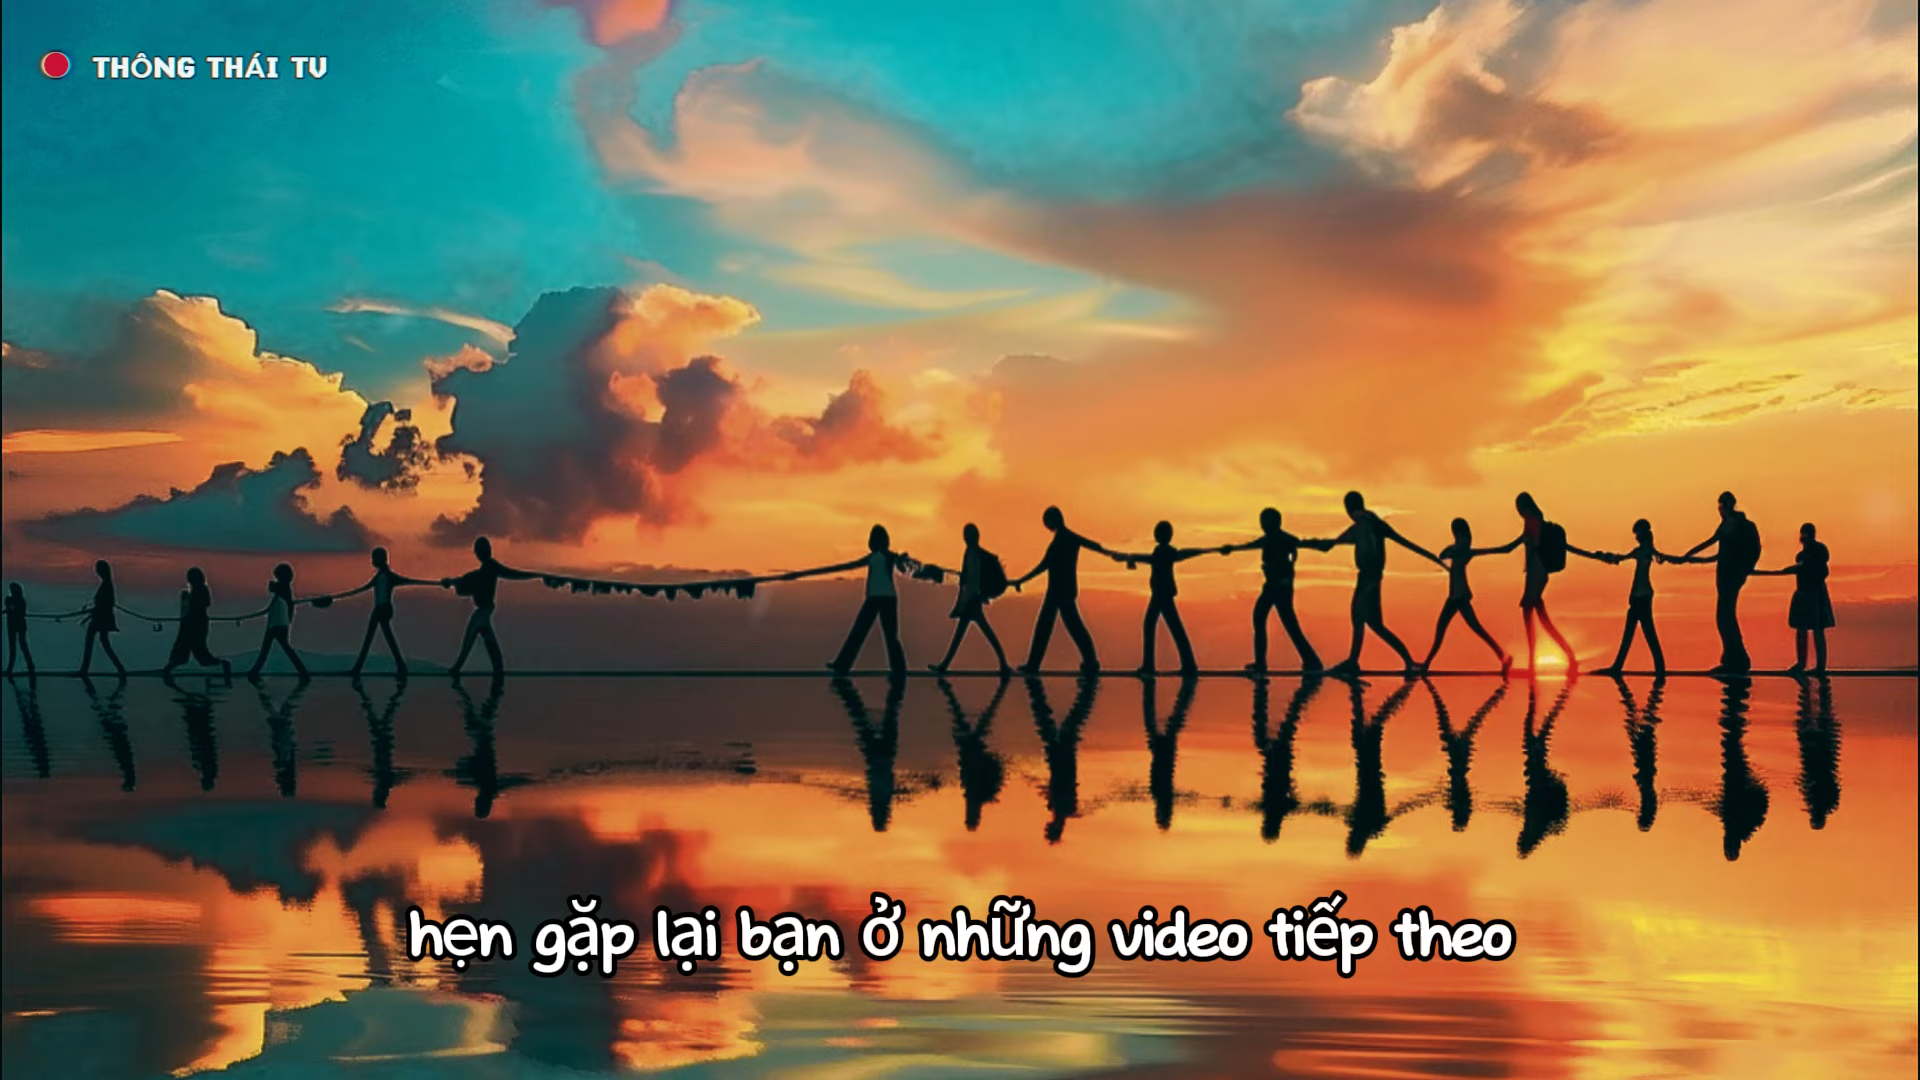 THÔNG THÁI TV
hẹn gặp lại bạn ở những video tiếp theo